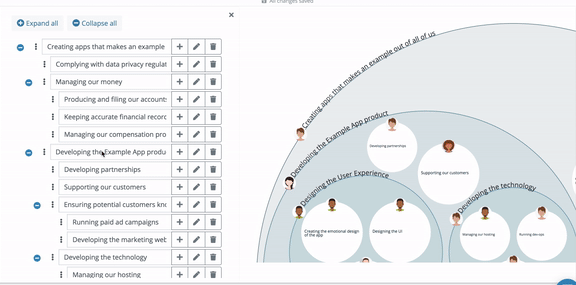 All changes saved
Expand all
Collapse all
Creating apps that makes an example
Complying with data privacy regulat
Managing our money
Producing and filing our accounts
Keeping accurate financial record
Managing our compensation pro
Developing the Example App produ
Developing partnerships
Supporting our customers
Ensuring potential customers kno
Running paid ad campaigns
Developing the marketing web
Developing the technology
Managing our hosting
Creating apps that makes an example out of all of us
Developing the Example App product
Developing partnerships
Supporting our customers
Designing the User Experience
Creating the emotional design
of the app
Designing the UI
Developing the technology
Managing our hosting
Running dev-ops